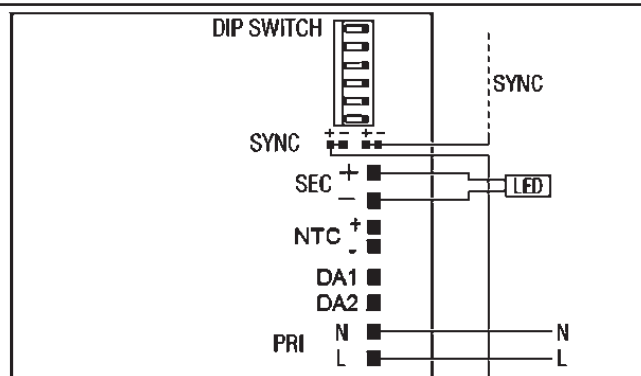 DIP SWITCH
SYNC
+ - + -
SYNC
SEC +
-
LED
NTC +
-
DA1
DA2
PRI
N N
L L